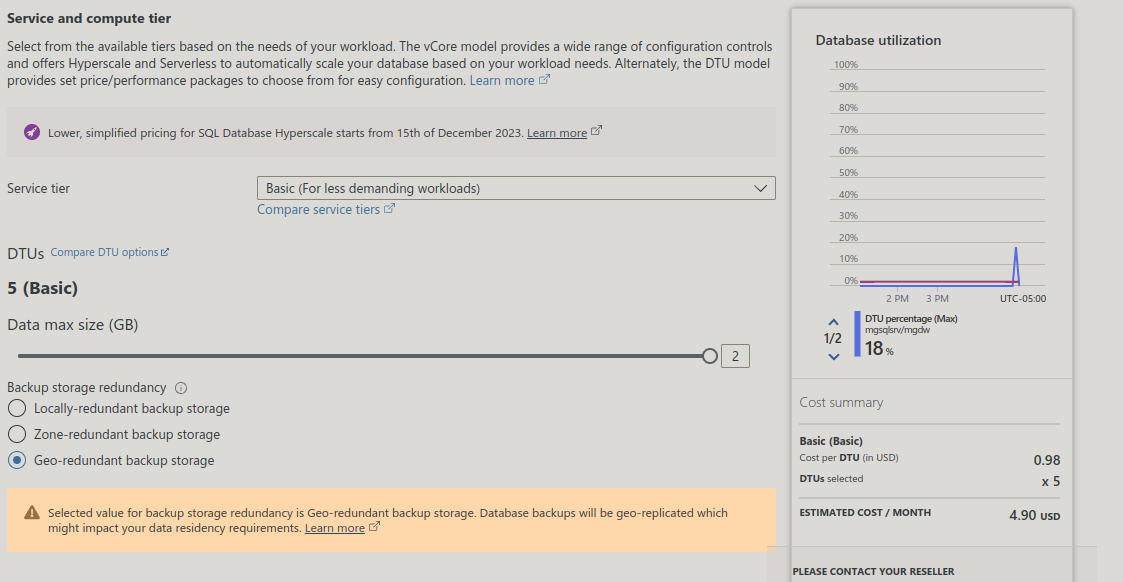 Service and compute tier
Select from the available tiers based on the needs of your workload. The vCore model provides a wide range of configuration controls
and offers Hyperscale and Serverless to automatically scale your database based on your workload needs. Alternately, the DTU model
provides set price/performance packages to choose from for easy configuration. Learn more
Lower, simplified pricing for SQL Database Hyperscale starts from 15th of December 2023. Learn more
Service tier
Basic (For less demanding workloads)
Compare service tiers
DTUs Compare DTU options
5 (Basic)
Data max size (GB)
2
Backup storage redundancy
Locally-redundant backup storage
Zone-redundant backup storage
Geo-redundant backup storage
Selected value for backup storage redundancy is Geo-redundant backup storage. Database backups will be geo-replicated which
might impact your data residency requirements. Learn more
Database utilization
100%
90%
80%
70%
60%
50%
40%
30%
20%
10%
0%
2 PM 3 PM UTC-05:00
1/2
DTU percentage (Max)
mgsqlsrv/mgdw
18 %
Cost summary
Basic (Basic)
Cost per DTU (in USD) 0.98
DTUs selected x 5
ESTIMATED COST / MONTH 4.90 USD
PLEASE CONTACT YOUR RESELLER